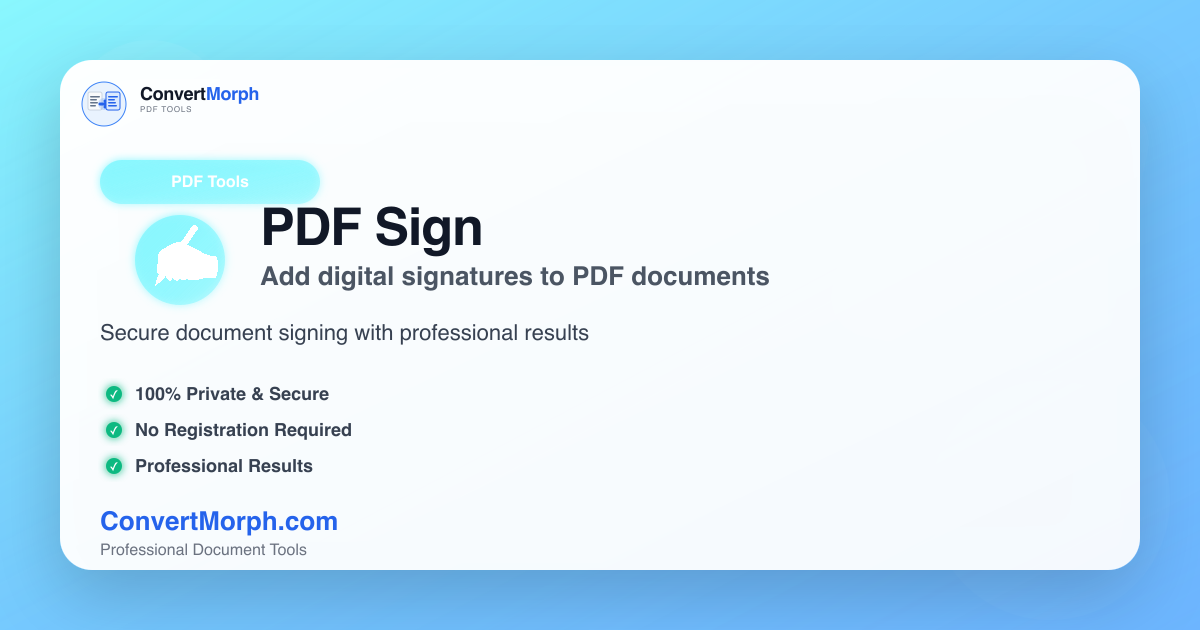 ConvertMorph
PDF TOOLS
PDF Tools
PDF Sign
Add digital signatures to PDF documents
Secure document signing with professional results
100% Private & Secure
No Registration Required
Professional Results
ConvertMorph.com
Professional Document Tools